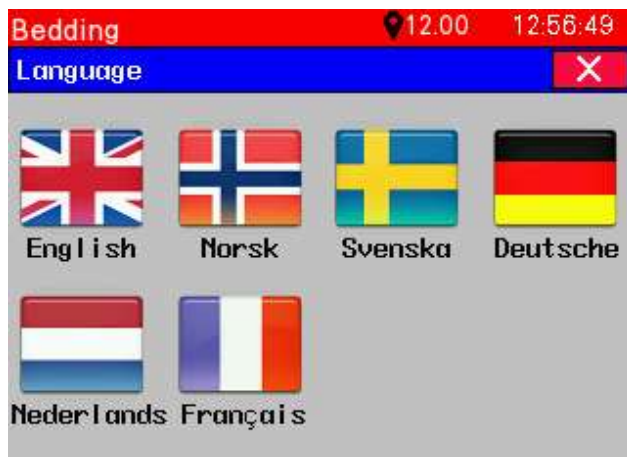 Bedding 12.00 12:56:49
Language
English Norsk Svenska Deutsche
Nederlands Français